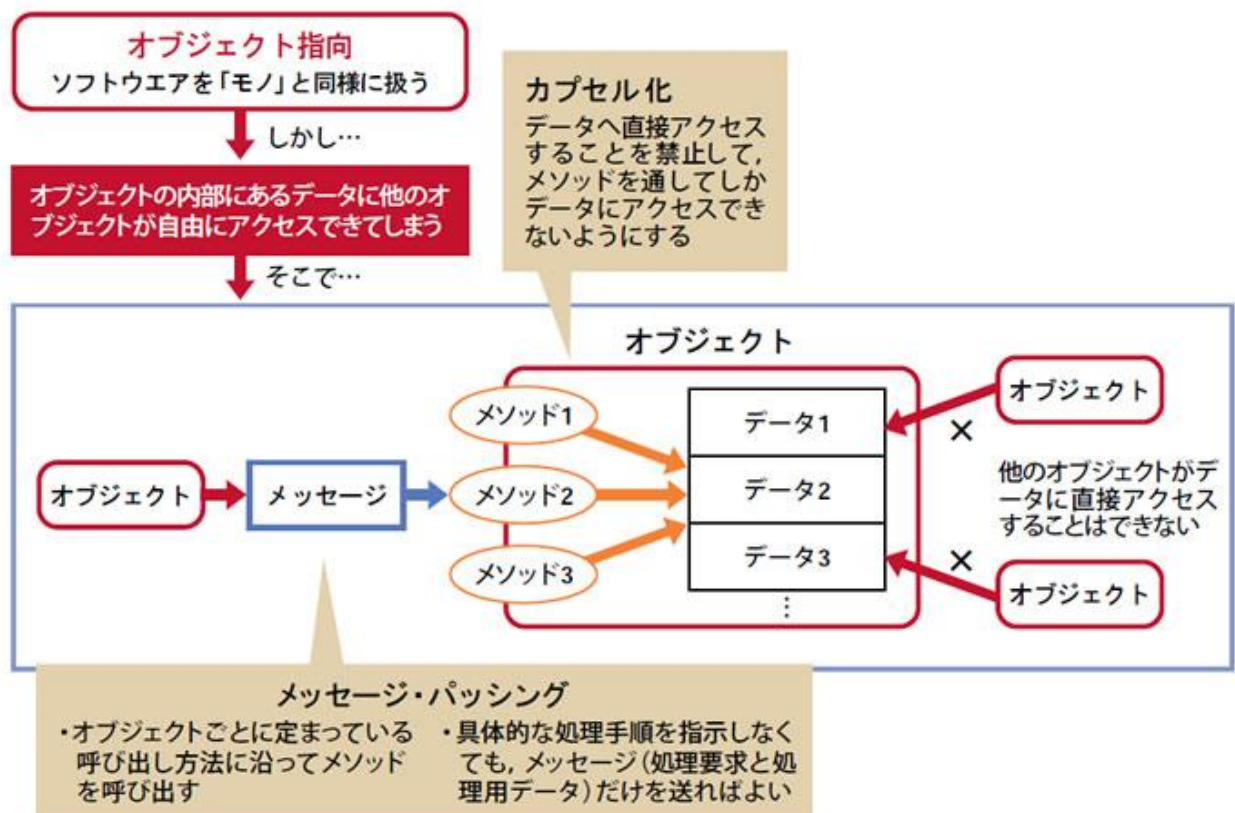 オブジェクト指向
ソフトウエアを「モノ」と同様に扱う
しかし…
オブジェクトの内部にあるデータに他のオ
ブジェクトが自由にアクセスできてしまう
そこで…
カプセル化
データへ直接アクセス
することを禁止して，
メソッドを通してしか
データにアクセスでき
ないようにする
オブジェクト
オブジェクト
メッセージ
メソッド1
メソッド2
メソッド3
データ1
データ2
データ3
⋮
オブジェクト
×
他のオブジェクトがデ
ータに直接アクセス
することはできない
×
オブジェクト
メッセージ・パッシング
・オブジェクトごとに定まっている
呼び出し方法に沿ってメソッド
を呼び出す
・具体的な処理手順を指示しなく
ても，メッセージ（処理要求と処
理用データ）だけを送ればよい